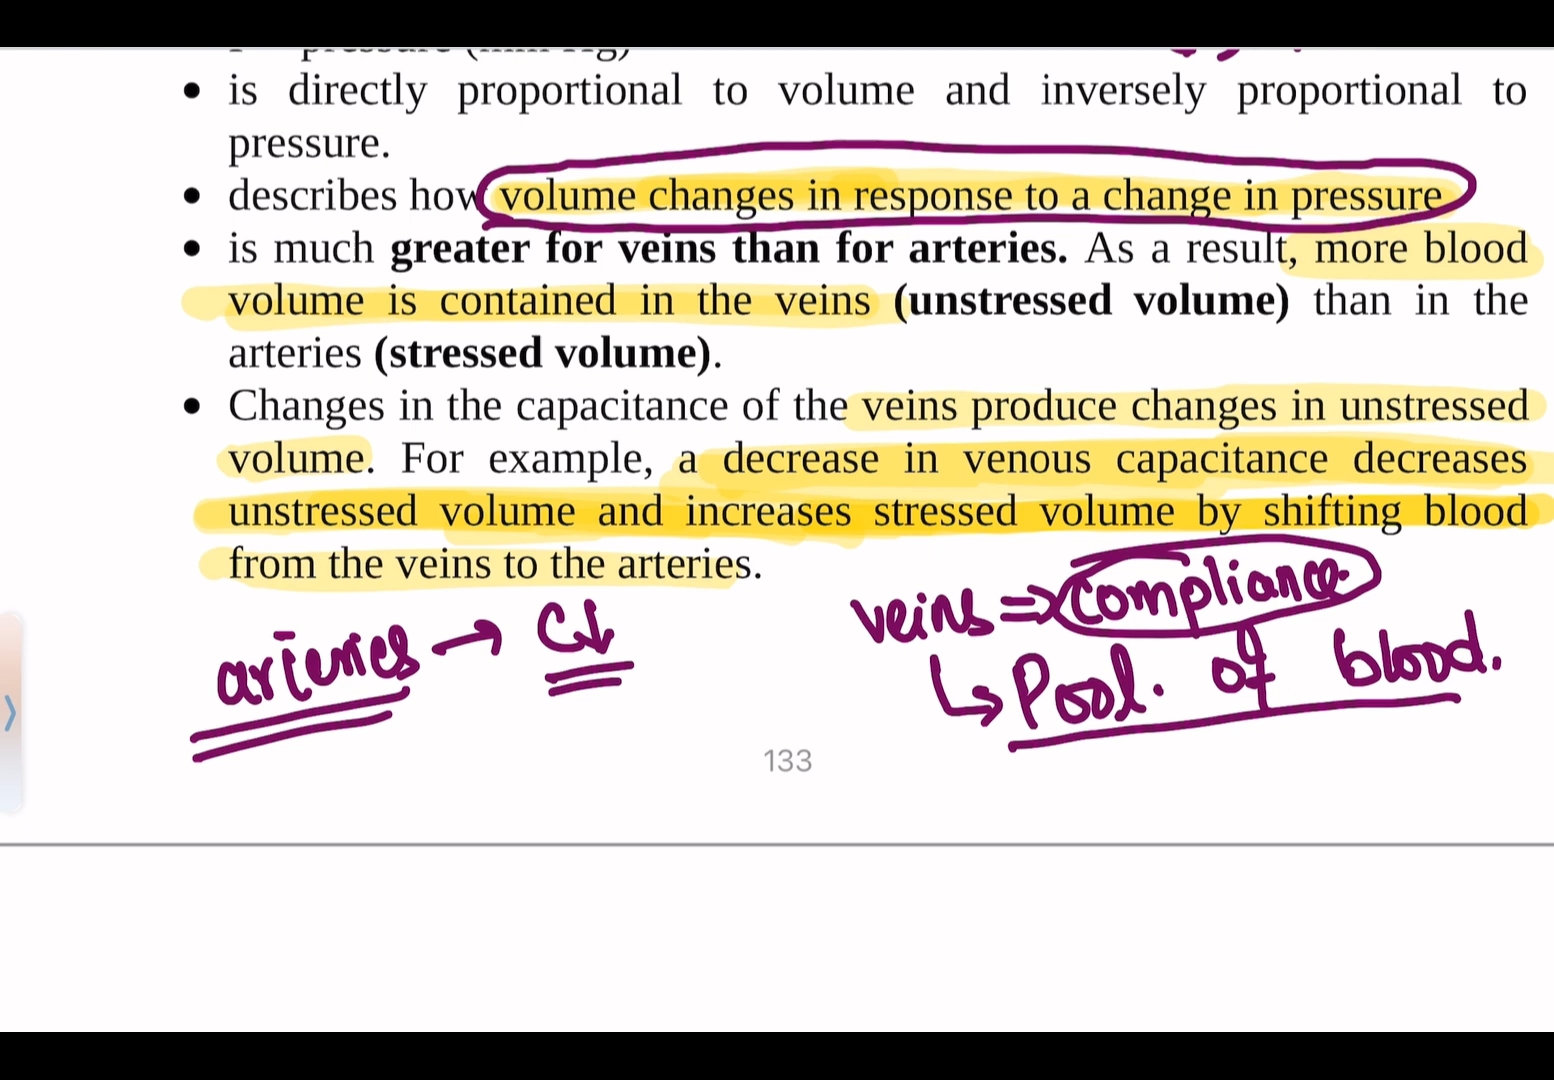 • is directly proportional to volume and inversely proportional to
pressure.
• describes how volume changes in response to a change in pressure
• is much greater for veins than for arteries. As a result, more blood
volume is contained in the veins (unstressed volume) than in the
arteries (stressed volume).
• Changes in the capacitance of the veins produce changes in unstressed
volume. For example, a decrease in venous capacitance decreases
unstressed volume and increases stressed volume by shifting blood
from the veins to the arteries.
veins => Compliance.
arteries → C↓
↳ Pool. of blood.
133